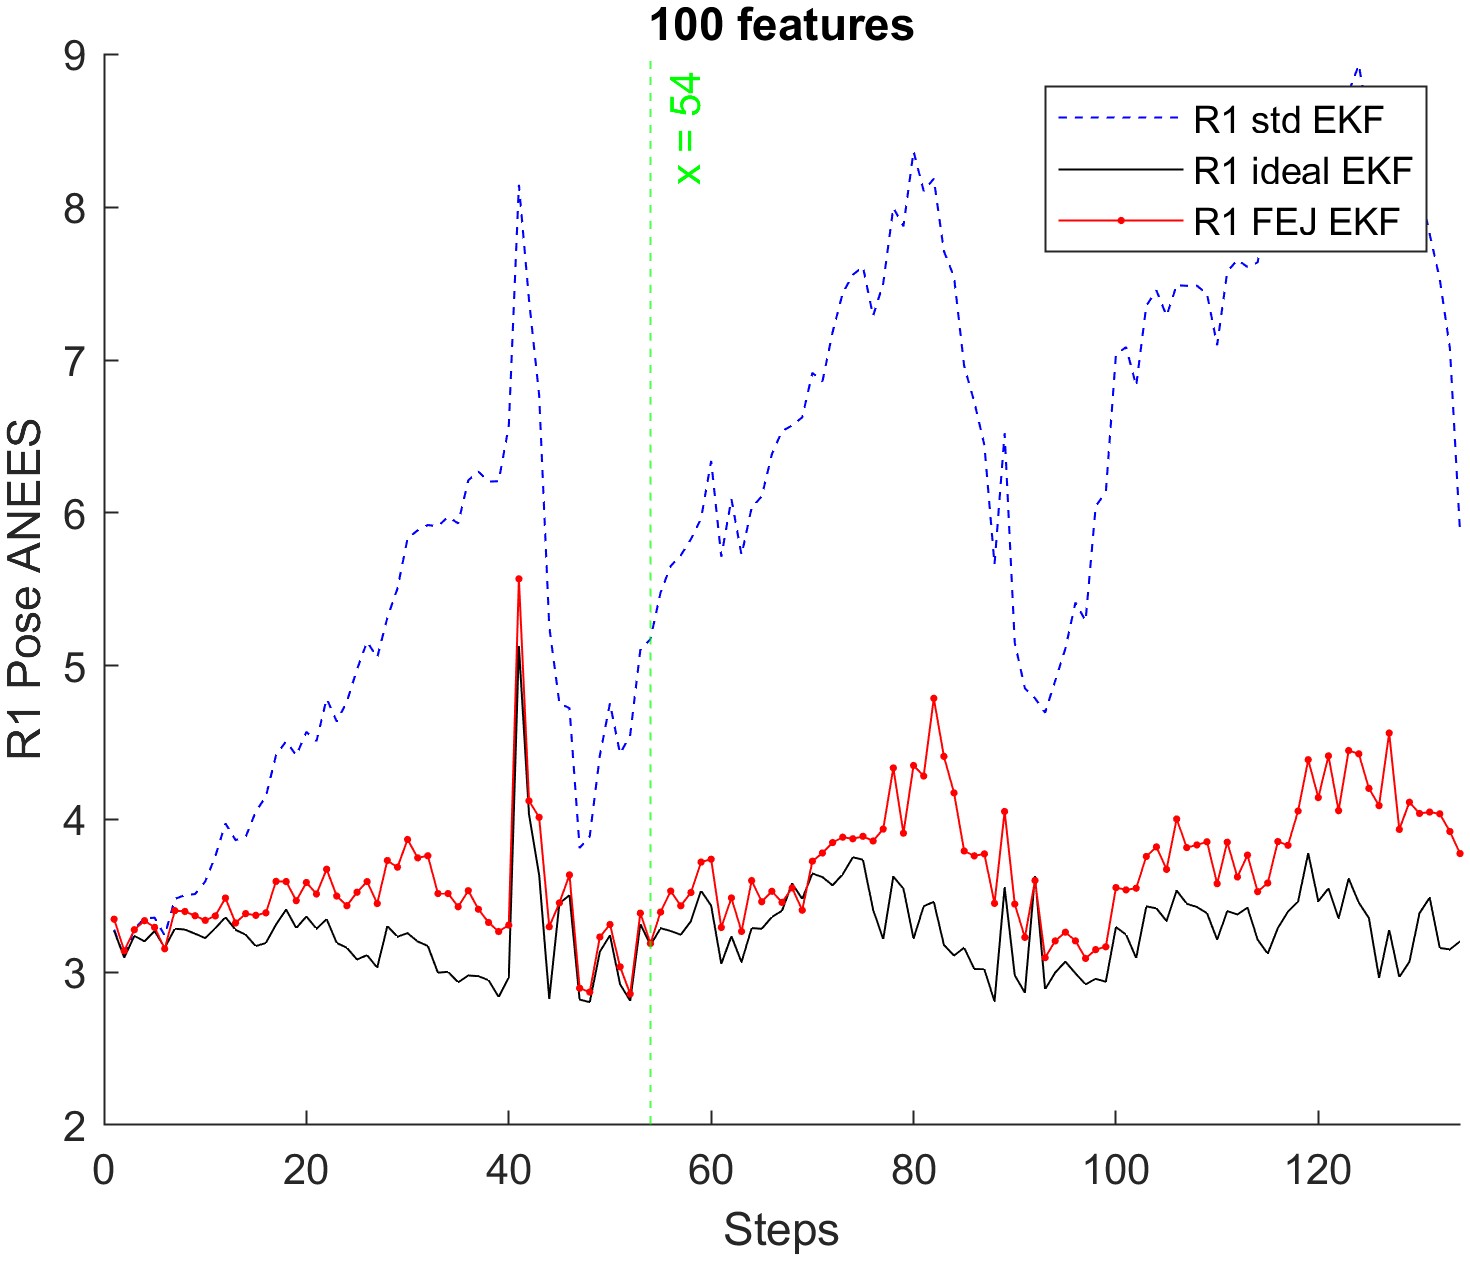 100 features
9
8
7
6
5
4
3
2
R1 Pose ANEES
x = 54
R1 std EKF
R1 ideal EKF
R1 FEJ EKF
0 20 40 60 80 100 120
Steps